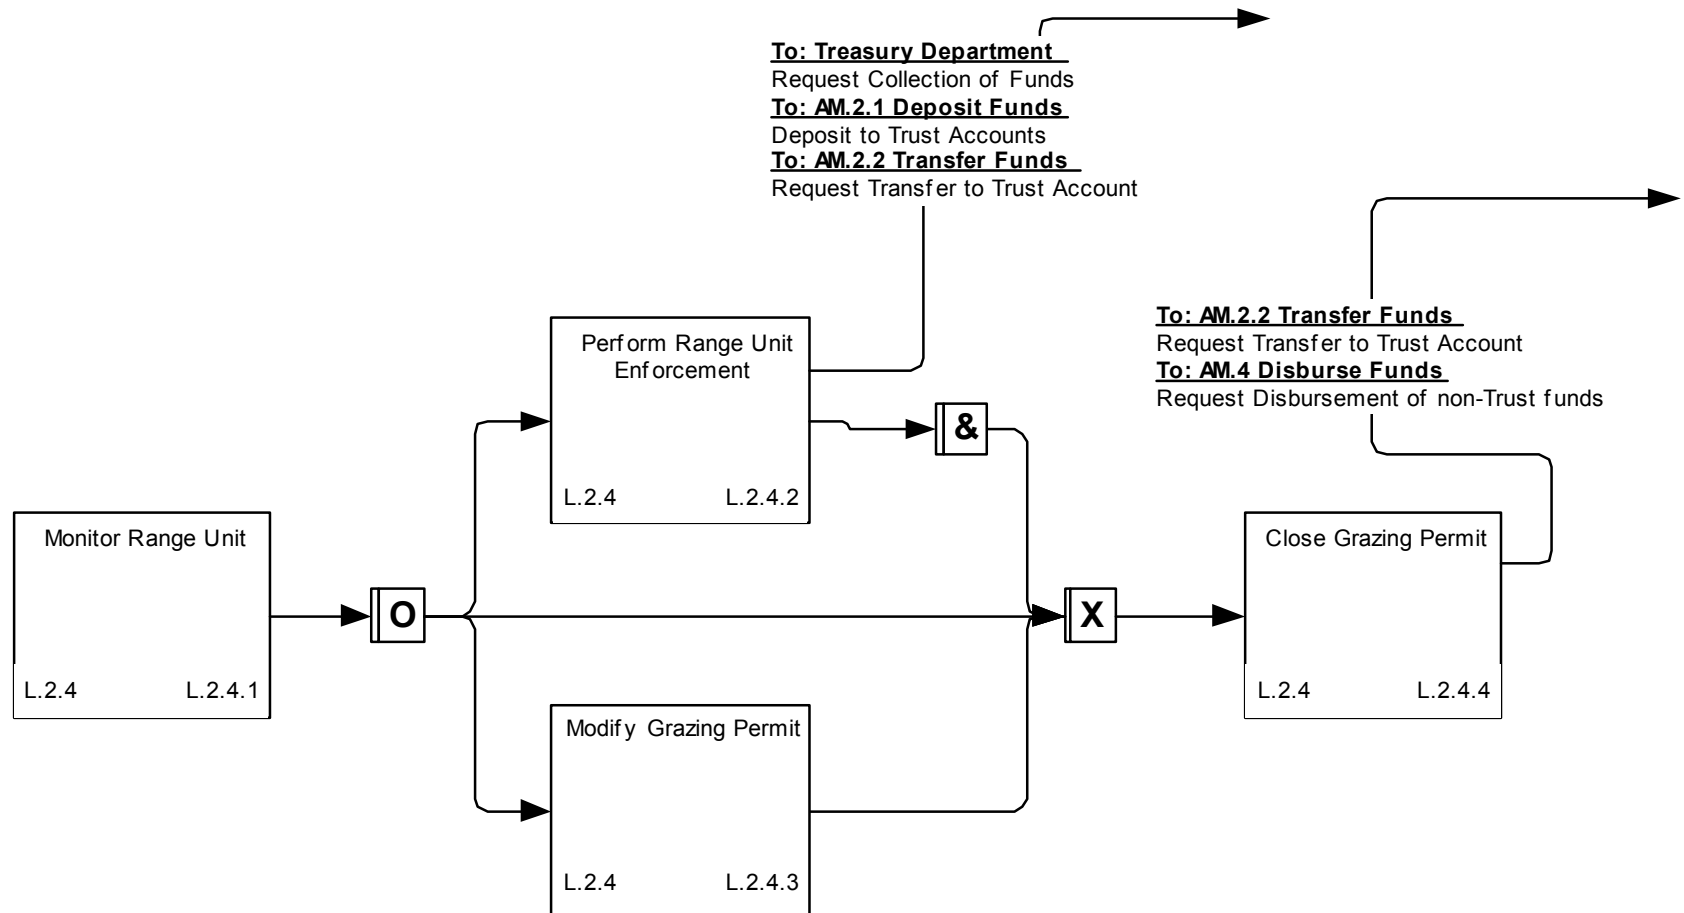 To: Treasury Department
Request Collection of Funds
To: AM.2.1 Deposit Funds
Deposit to Trust Accounts
To: AM.2.2 Transfer Funds
Request Transfer to Trust Account
To: AM.2.2 Transfer Funds
Request Transfer to Trust Account
To: AM.4 Disburse Funds
Request Disbursement of non-Trust funds
Perform Range Unit
Enforcement
L.2.4 L.2.4.2
&
Monitor Range Unit
L.2.4 L.2.4.1
O
X
Close Grazing Permit
L.2.4 L.2.4.4
Modify Grazing Permit
L.2.4 L.2.4.3